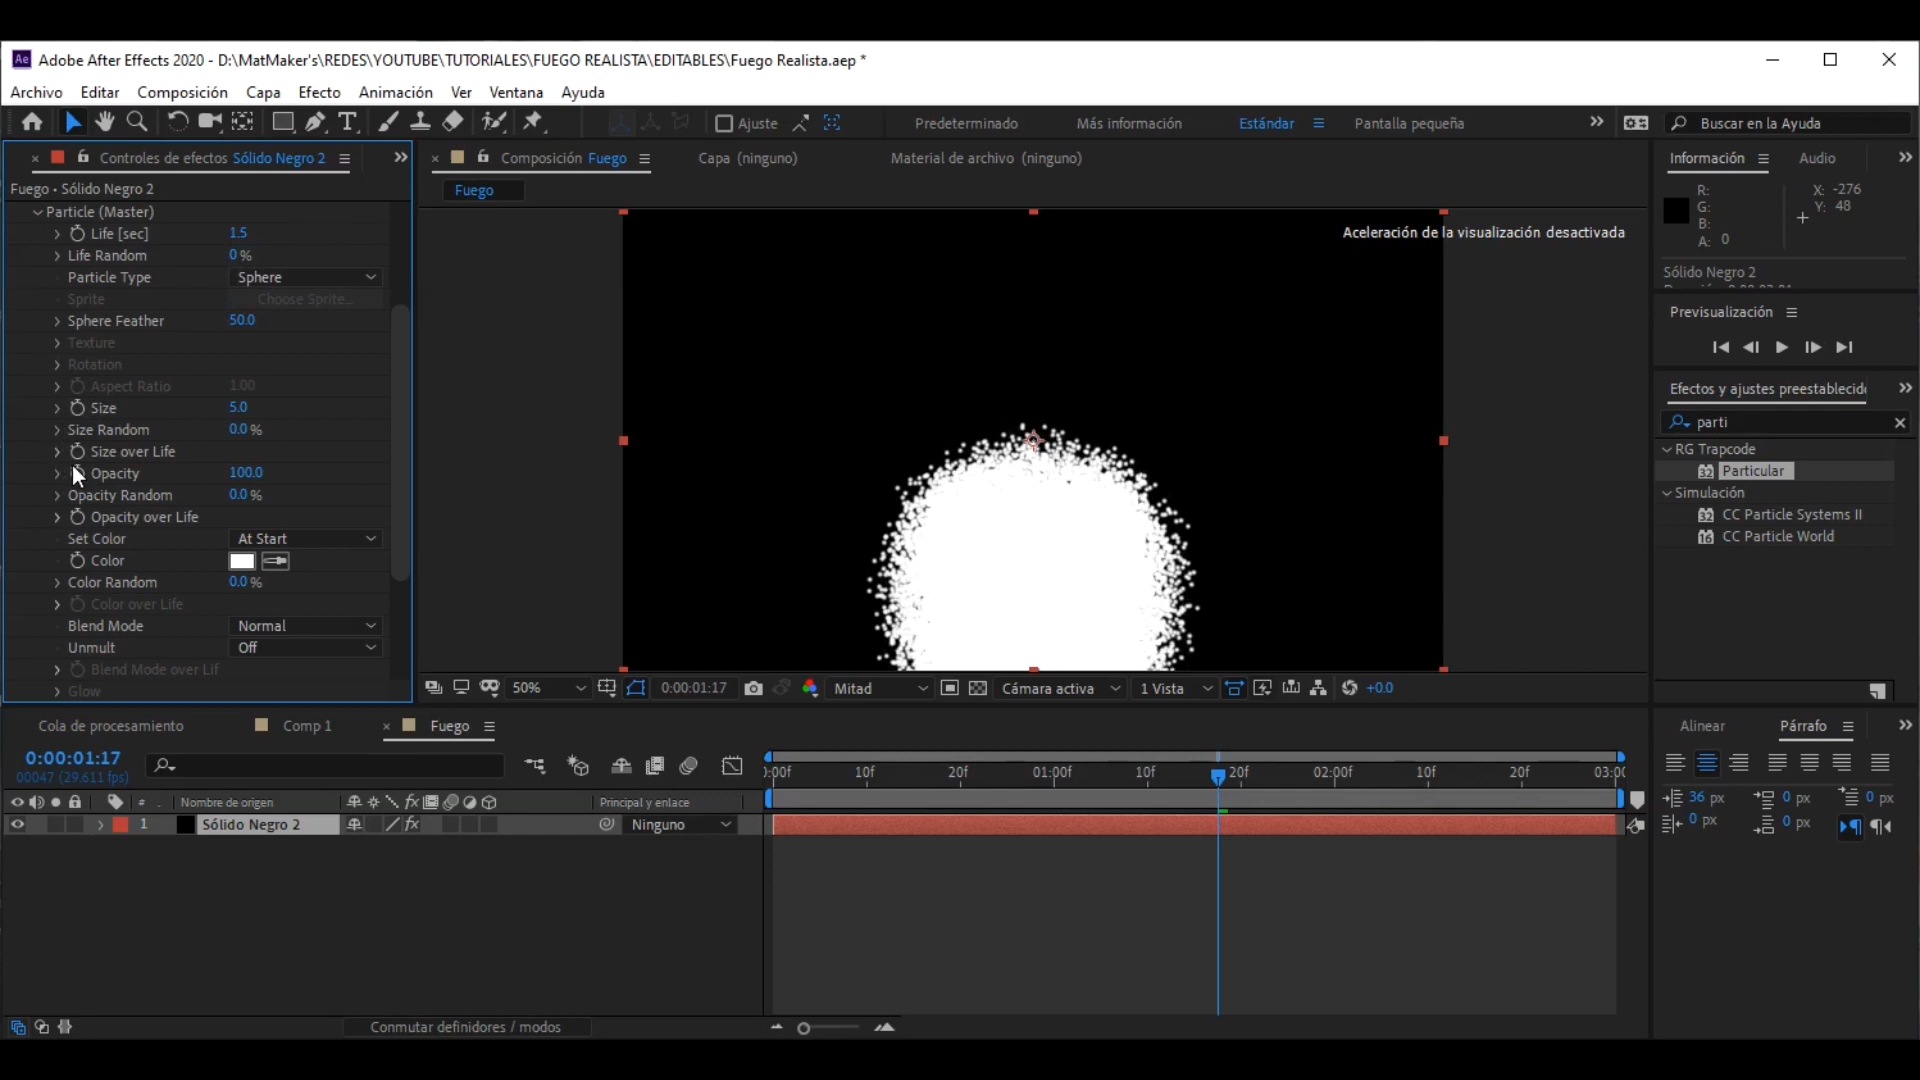 Ae Adobe After Effects 2020 - D:\MatMaker's\REDES\YOUTUBE\TUTORIALES\FUEGO REALISTA\EDITABLES\Fuego Realista.aep *
Archivo Editar Composición Capa Efecto Animación Ver Ventana Ayuda
Ajuste Predeterminado Más información Estándar Pantalla pequeña Buscar en la Ayuda
Controles de efectos Sólido Negro 2
Fuego • Sólido Negro 2
Particle (Master)
Life [sec] 1.5
Life Random 0 %
Particle Type Sphere
Sprite Choose Sprite...
Sphere Feather 50.0
Texture
Rotation
Aspect Ratio 1.00
Size 5.0
Size Random 0.0 %
Size over Life
Opacity 100.0
Opacity Random 0.0 %
Opacity over Life
Set Color At Start
Color
Color Random 0.0 %
Color over Life
Blend Mode Normal
Unmult Off
Blend Mode over Lif
Glow
Composición Fuego Capa (ninguno) Material de archivo (ninguno)
Fuego
Aceleración de la visualización desactivada
50% 0:00:01:17 Mitad Cámara activa 1 Vista +0.0
Información Audio
R: X: -276
G: Y: 48
B:
A: 0
Sólido Negro 2
Previsualización
Efectos y ajustes preestablecid
parti
RG Trapcode
32 Particular
Simulación
32 CC Particle Systems II
16 CC Particle World
Cola de procesamiento Comp 1 Fuego
0:00:01:17
00047 (29.611 fps)
:00f 10f 20f 01:00f 10f 20f 02:00f 10f 20f 03:00
# Nombre de origen fx Principal y enlace
1 Sólido Negro 2 fx Ninguno
Conmutar definidores / modos
Alinear Párrafo
36 px 0 px 0 px
0 px 0 px